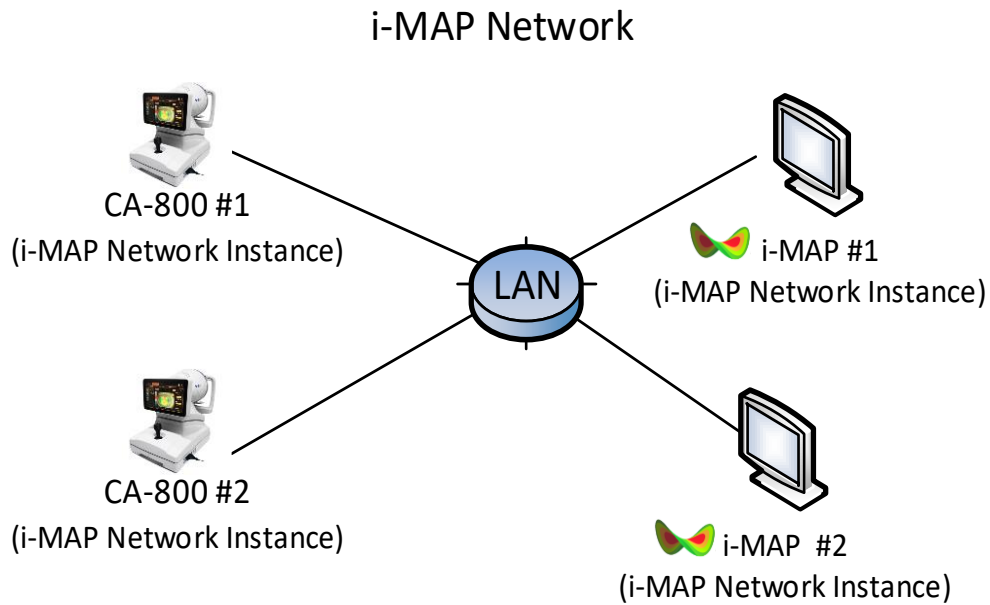 i-MAP Network
CA-800 #1
(i-MAP Network Instance)
i-MAP #1
(i-MAP Network Instance)
LAN
CA-800 #2
(i-MAP Network Instance)
i-MAP #2
(i-MAP Network Instance)